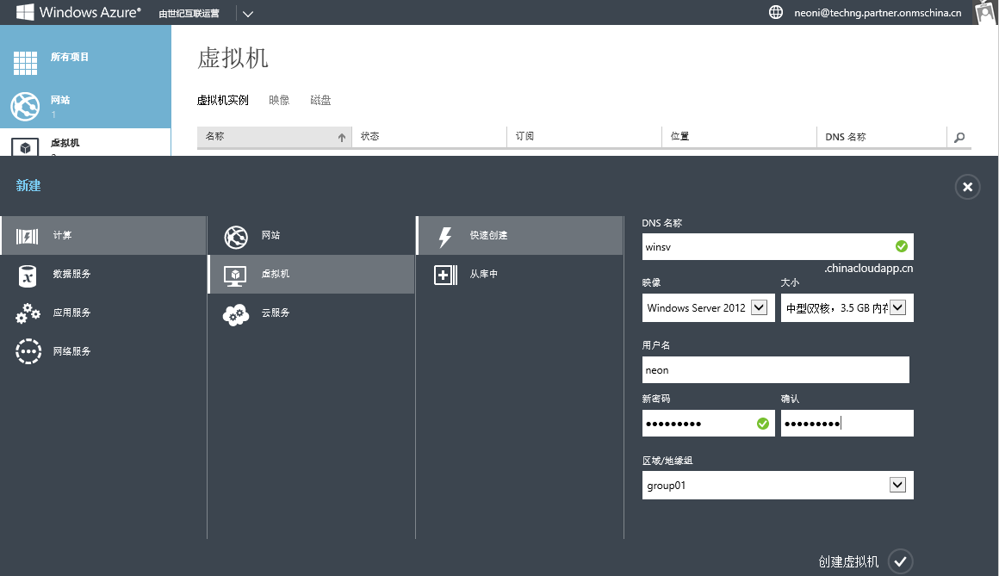 Windows Azure® 由世纪互联运营 neoni@techng.partner.onmschina.cn
所有项目
网站
1
虚拟机
虚拟机
虚拟机实例 映像 磁盘
名称 状态 订阅 位置 DNS 名称
新建
计算
数据服务
应用服务
网络服务
网站
虚拟机
云服务
快速创建
从库中
DNS 名称
winsv
.chinacloudapp.cn
映像 大小
Windows Server 2012 中型(双核，3.5 GB 内存
用户名
neon
新密码 确认
●●●●●●●●● ●●●●●●●●●
区域/地缘组
group01
创建虚拟机